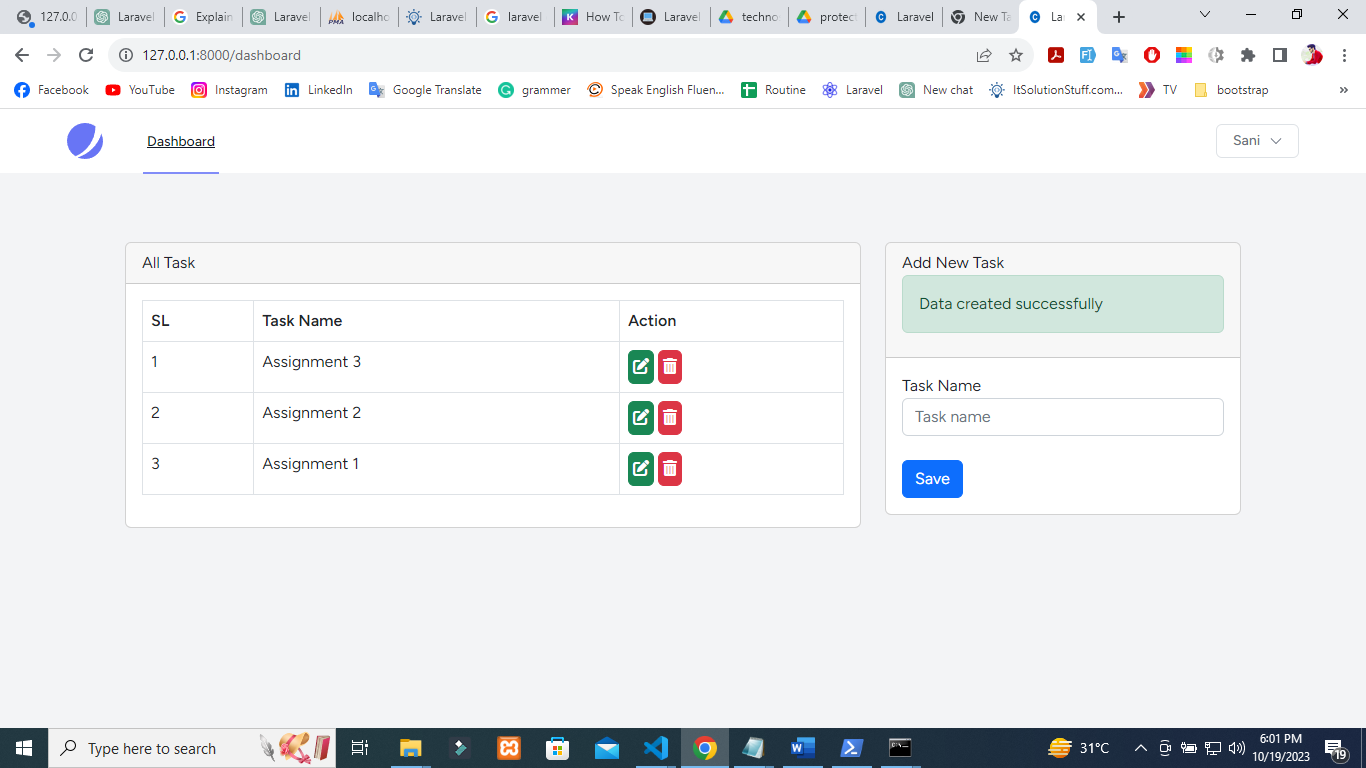 127.0.0
Laravel
Explain
Laravel
localho
Laravel
laravel
How To
Laravel
techno
protect
Laravel
New Ta
La
127.0.0.1:8000/dashboard
Facebook
YouTube
Instagram
LinkedIn
Google Translate
grammer
Speak English Fluen...
Routine
Laravel
New chat
ItSolutionStuff.com...
TV
bootstrap
»
Dashboard
Sani
All Task
SL Task Name Action
1 Assignment 3
2 Assignment 2
3 Assignment 1
Add New Task
Data created successfully
Task Name
Task name
Save
Type here to search
31°C
6:01 PM
10/19/2023
19